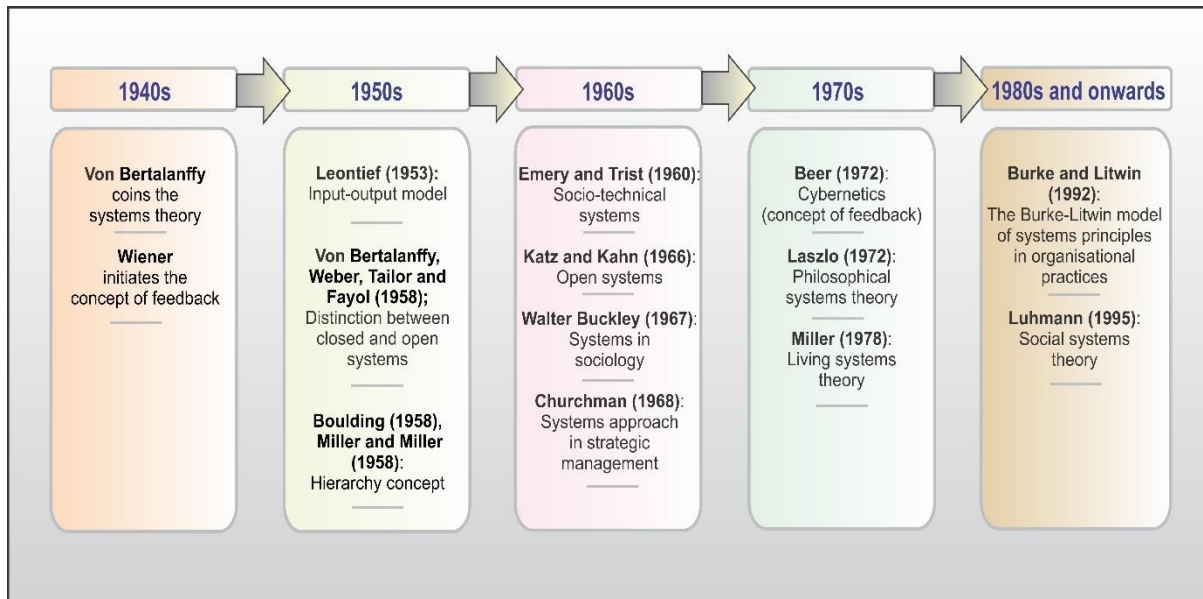 1940s
Von Bertalanffy
coins the
systems theory
Wiener
initiates the
concept of feedback
1950s
Leontief (1953):
Input-output model
Von Bertalanffy,
Weber, Tailor and
Fayol (1958);
Distinction between
closed and open
systems
Boulding (1958),
Miller and Miller
(1958):
Hierarchy concept
1960s
Emery and Trist (1960):
Socio-technical
systems
Katz and Kahn (1966):
Open systems
Walter Buckley (1967):
Systems in
sociology
Churchman (1968):
Systems approach
in strategic
management
1970s
Beer (1972):
Cybernetics
(concept of feedback)
Laszlo (1972):
Philosophical
systems theory
Miller (1978):
Living systems
theory
1980s and onwards
Burke and Litwin
(1992):
The Burke-Litwin model
of systems principles
in organisational
practices
Luhmann (1995):
Social systems
theory